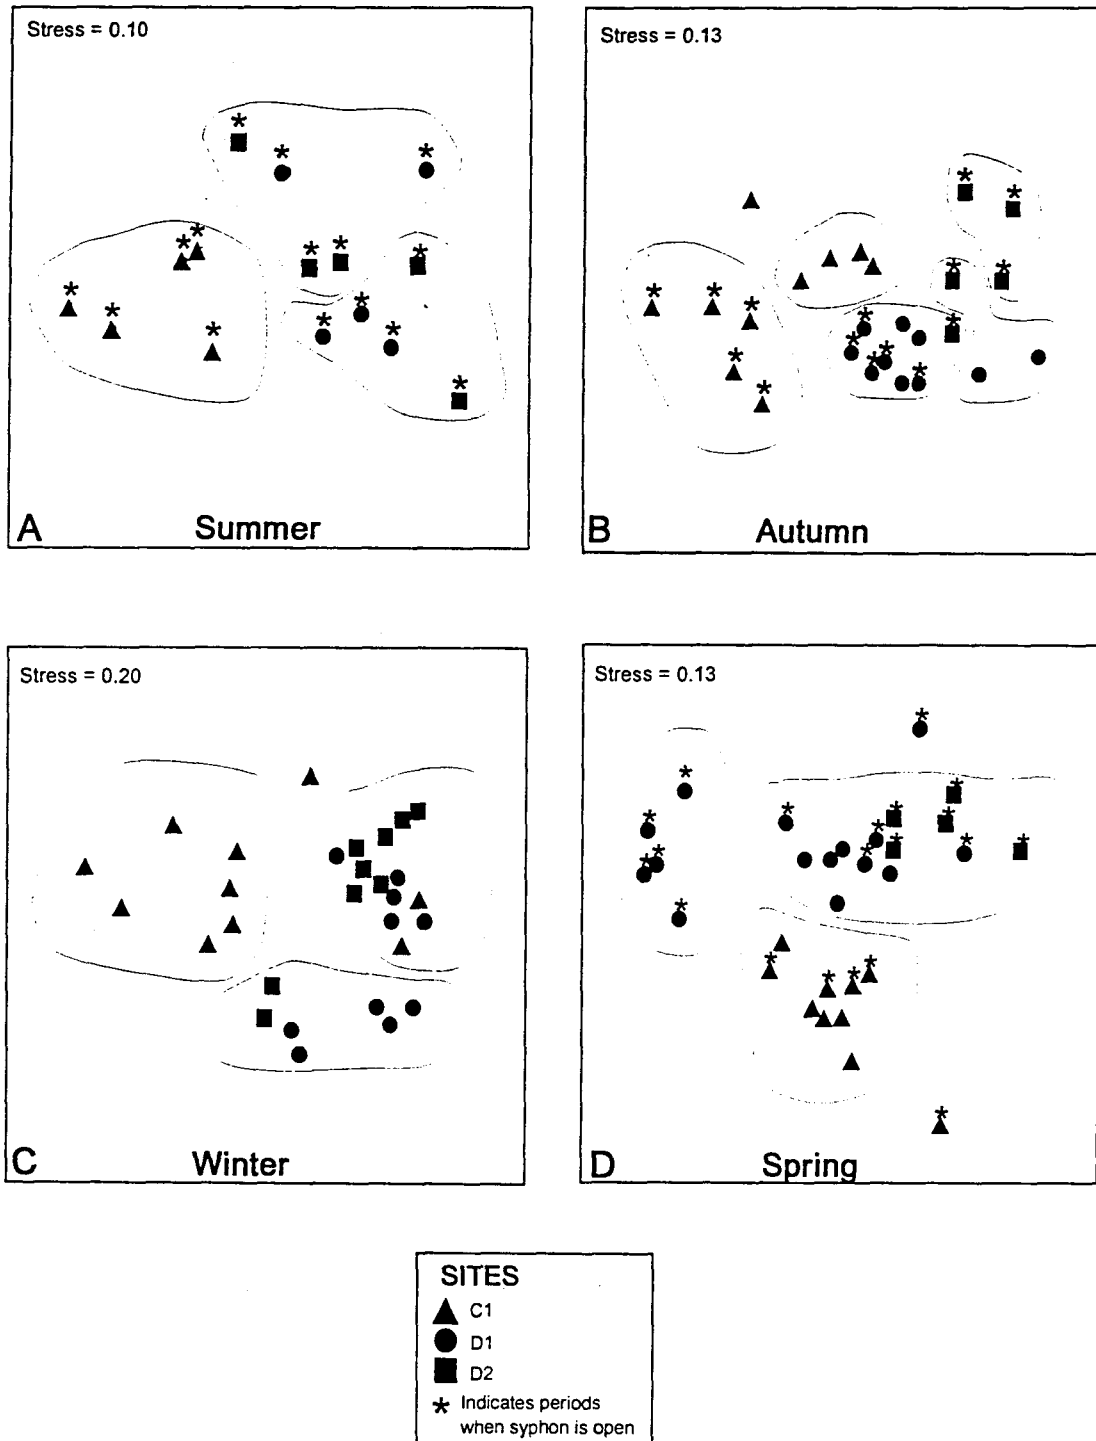 Stress = 0.10
A
Summer
Stress = 0.13
B
Autumn
Stress = 0.20
C
Winter
Stress = 0.13
D
Spring
SITES
C1
D1
D2
* Indicates periods
when syphon is open